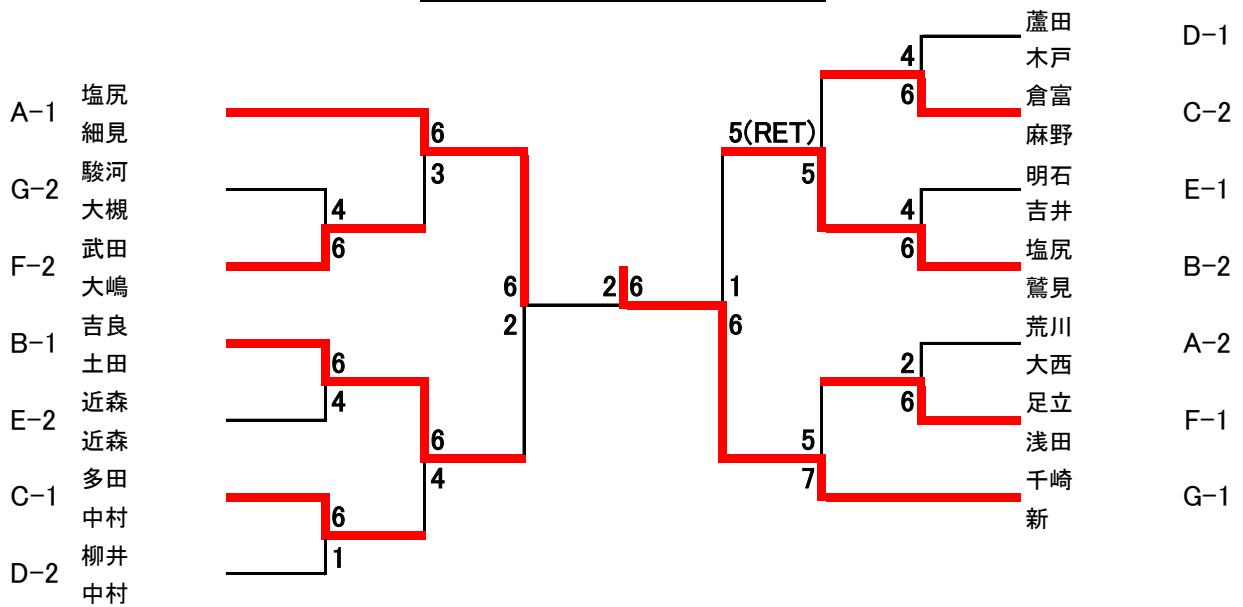 A-1
塩尻
細見
G-2
駿河
大槻
F-2
武田
大嶋
B-1
吉良
土田
E-2
近森
近森
C-1
多田
中村
D-2
柳井
中村
6
3
4
6
6
4
6
4
6
1
6
2
2
6
1
6
5(RET)
5
4
6
4
6
2
6
5
7
蘆田
木戸
D-1
倉富
麻野
C-2
明石
吉井
E-1
塩尻
鷲見
B-2
荒川
大西
A-2
足立
浅田
F-1
千崎
新
G-1